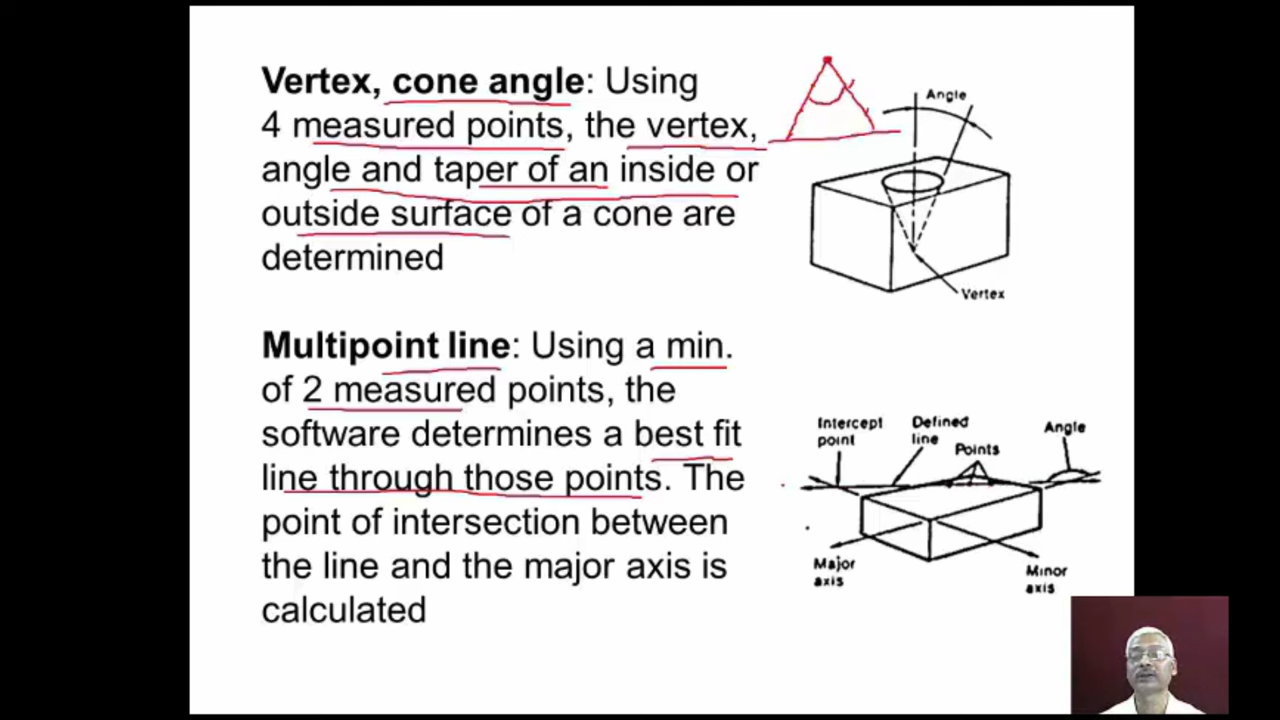 Vertex, cone angle: Using
4 measured points, the vertex,
angle and taper of an inside or
outside surface of a cone are
determined
Angle
Vertex
Multipoint line: Using a min.
of 2 measured points, the
software determines a best fit
line through those points. The
point of intersection between
the line and the major axis is
calculated
Intercept
point
Defined
line
Points
Angle
Major
axis
Minor
axis